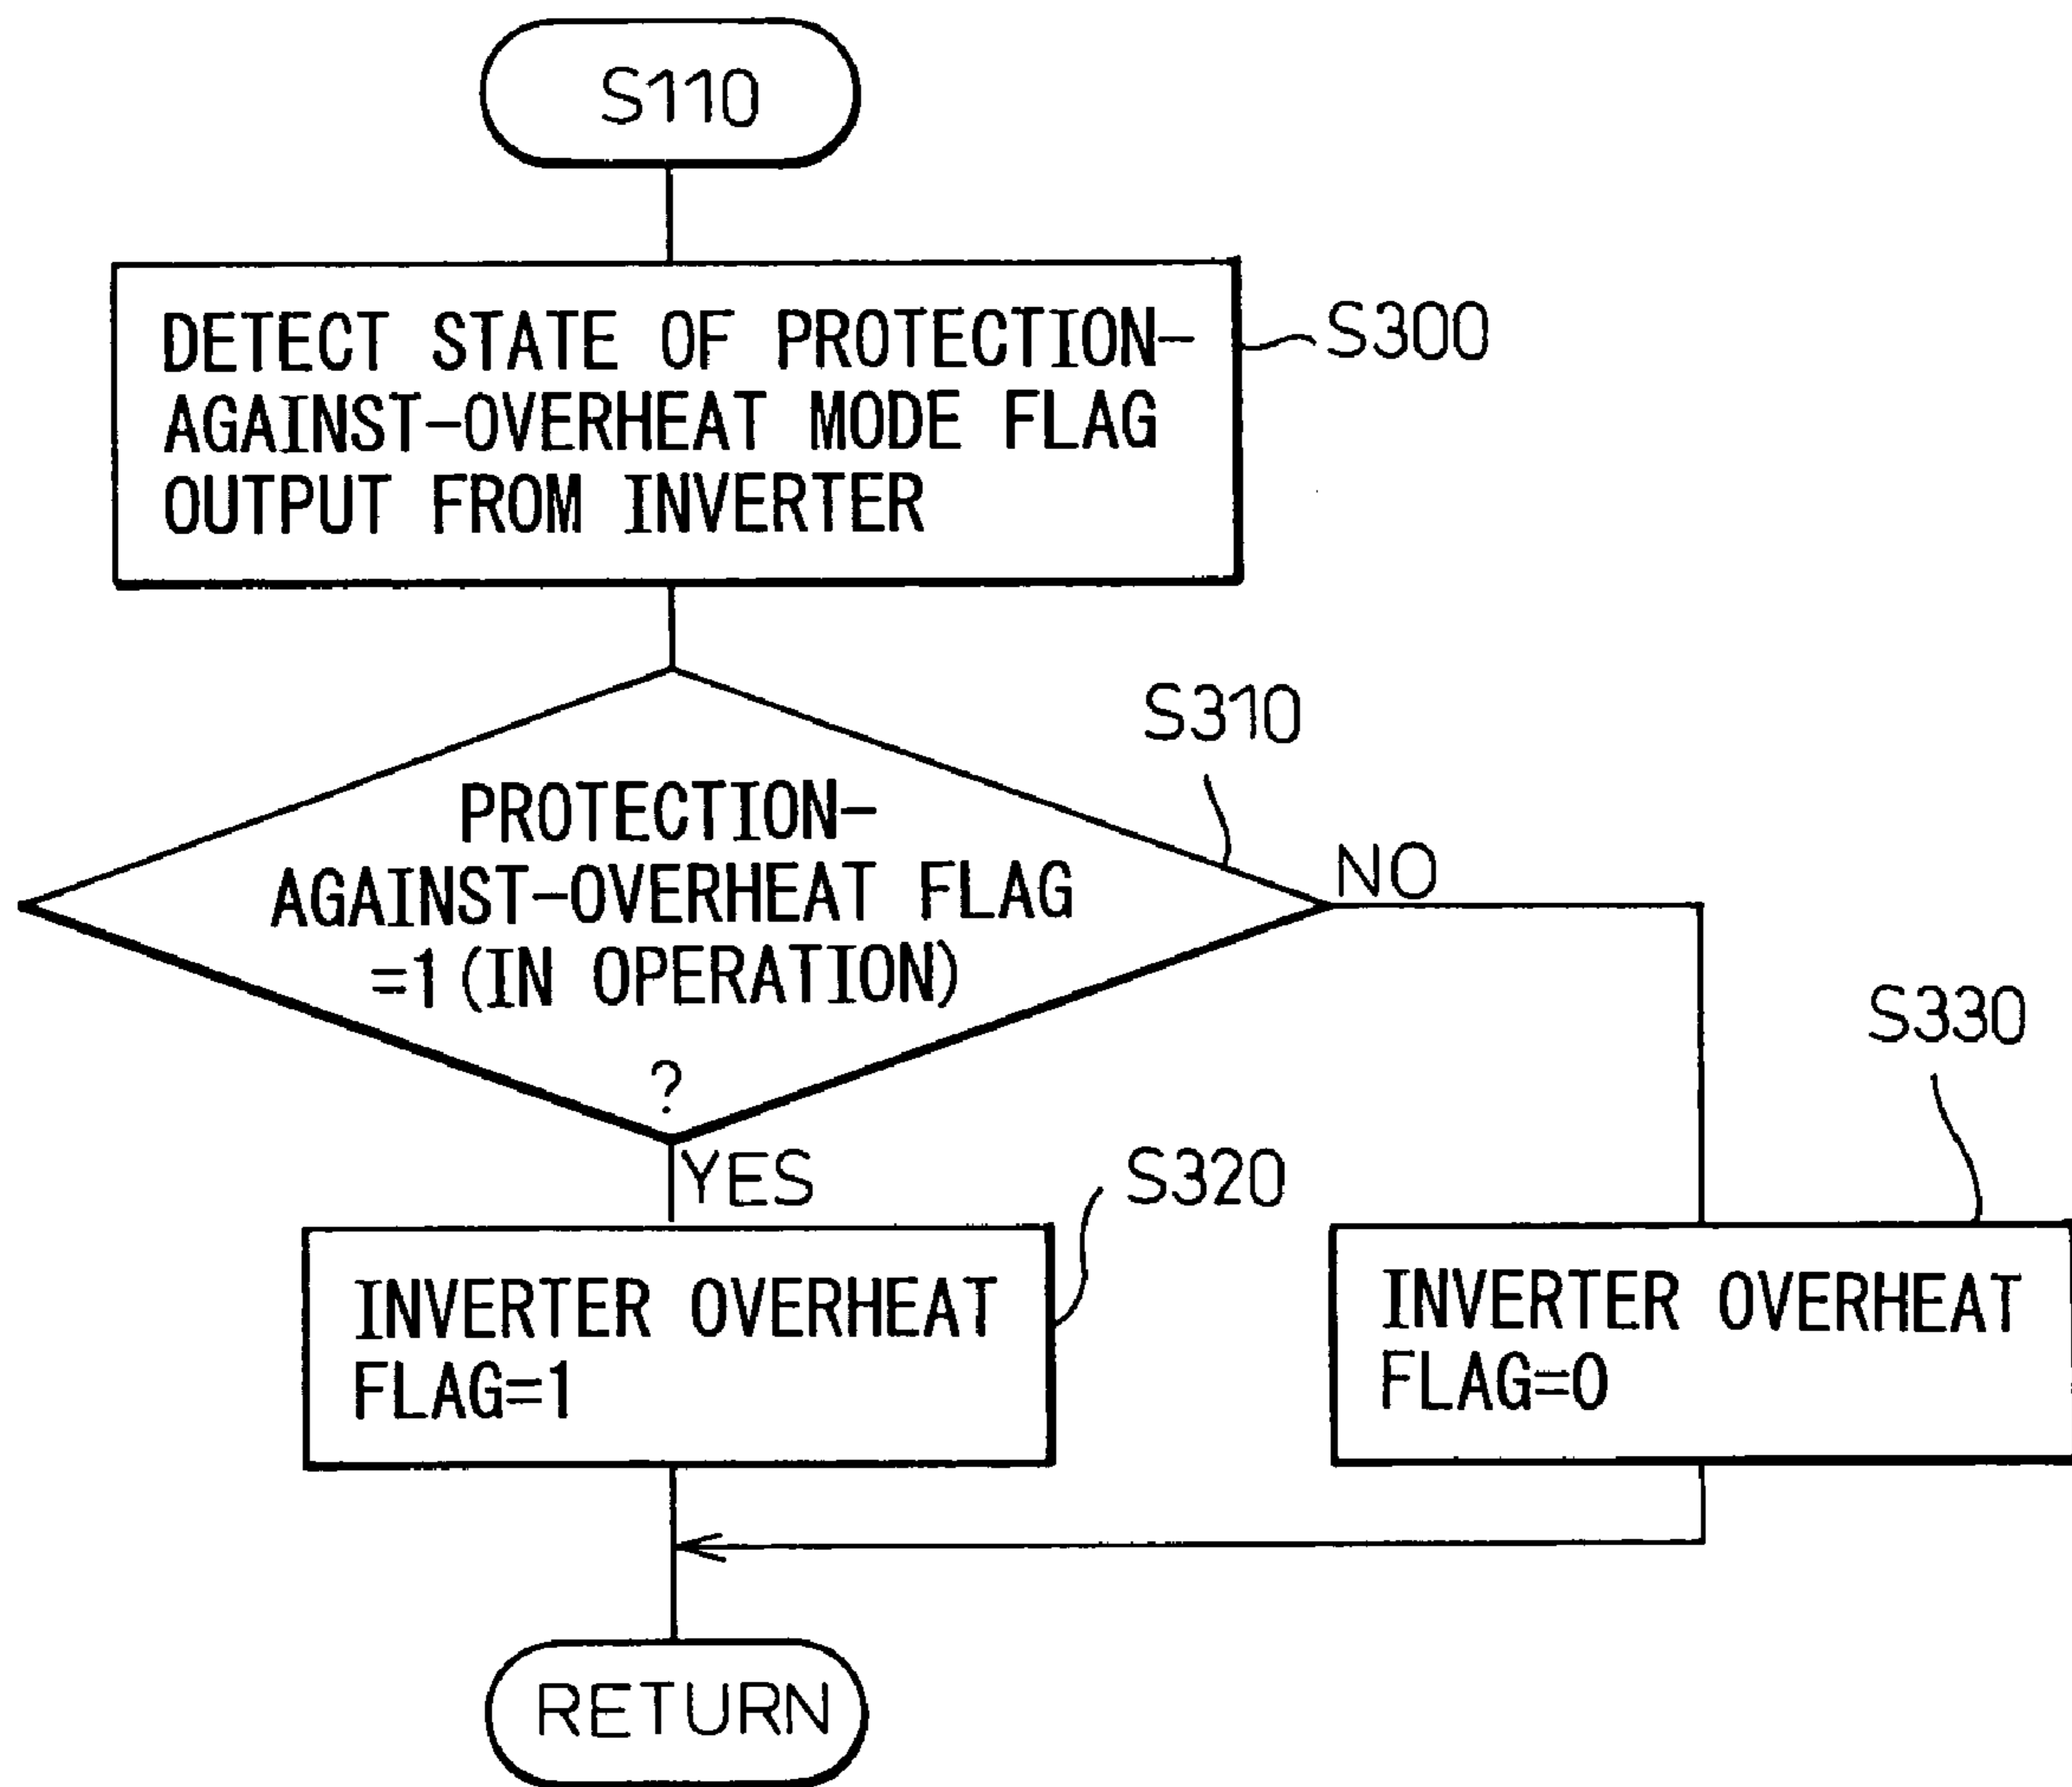 S110
DETECT STATE OF PROTECTION-
AGAINST-OVERHEAT MODE FLAG
OUTPUT FROM INVERTER
S300
S310
PROTECTION-
AGAINST-OVERHEAT FLAG
=1 (IN OPERATION)
?
NO
YES
S320
S330
INVERTER OVERHEAT
FLAG=1
INVERTER OVERHEAT
FLAG=0
RETURN